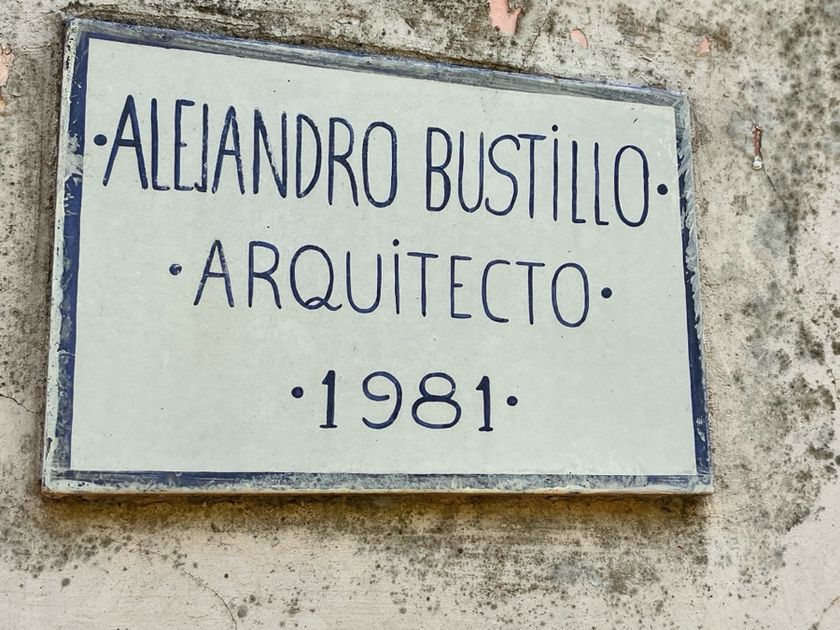 ·ALEJANDRO BUSTiLLO·
·ARQUiTECTO·
·1981·